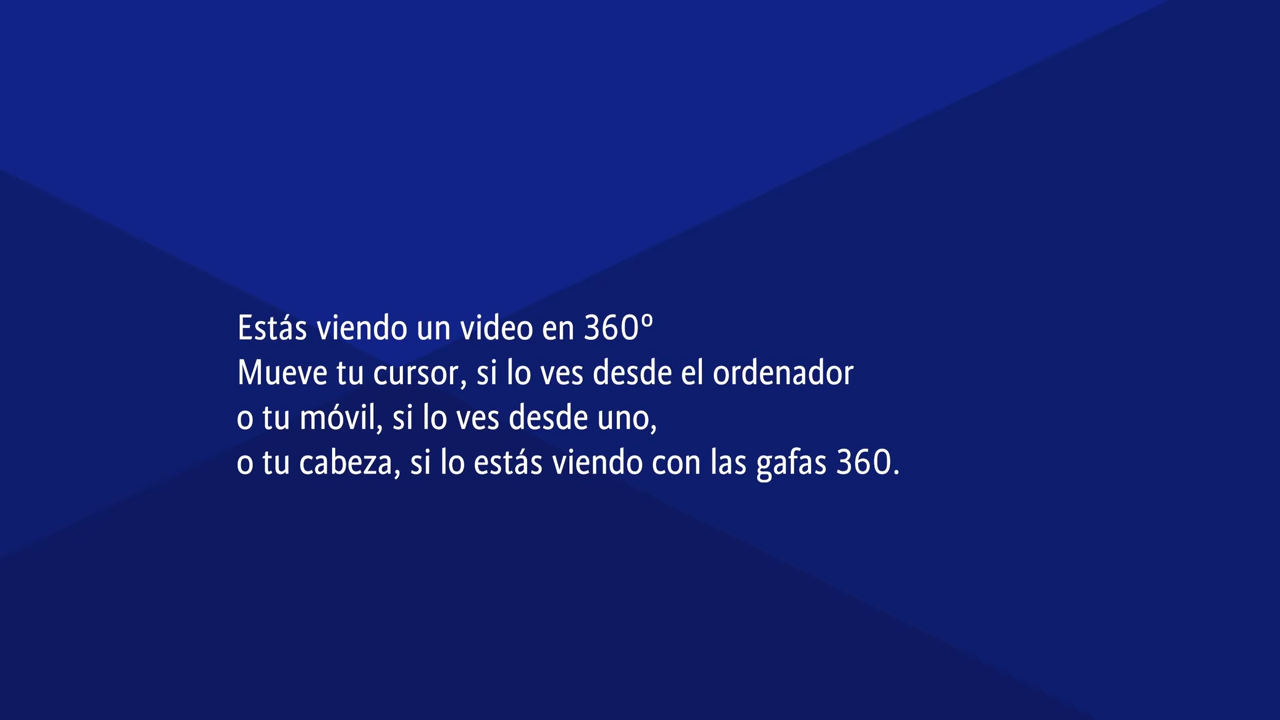 Estás viendo un video en 360º
Mueve tu cursor, si lo ves desde el ordenador
o tu móvil, si lo ves desde uno,
o tu cabeza, si lo estás viendo con las gafas 360.